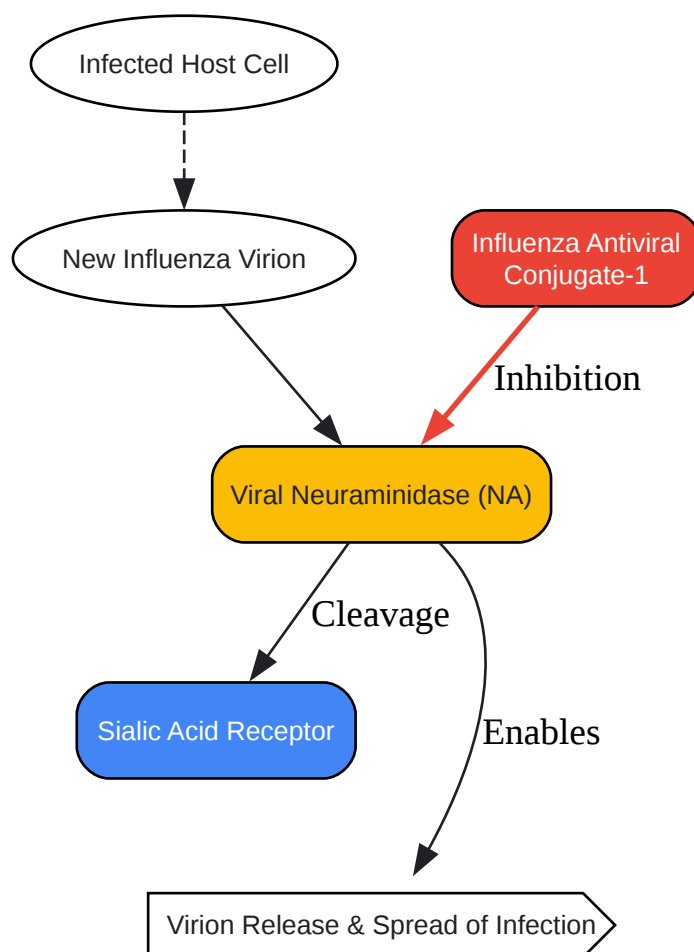 Infected Host Cell
New Influenza Virion
Influenza Antiviral
Conjugate-1
Inhibition
Viral Neuraminidase (NA)
Cleavage
Sialic Acid Receptor
Enables
Virion Release & Spread of Infection